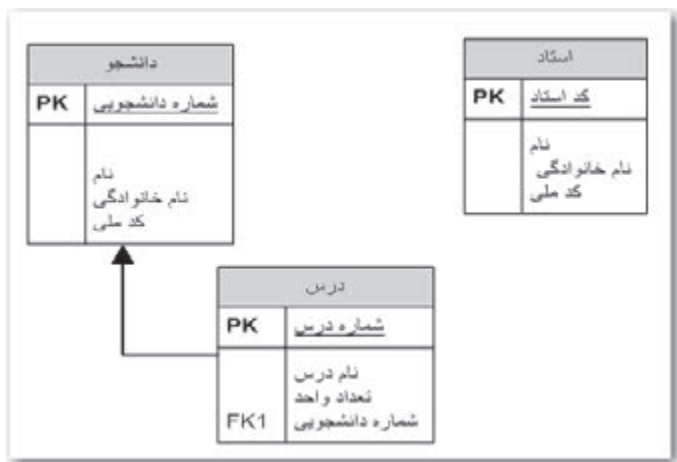 دانشجو
PK شماره دانشجویی
نام
نام خانوادگی
کد ملی
استاد
PK کد استاد
نام
نام خانوادگی
کد ملی
درس
PK شماره درس
نام درس
تعداد واحد
FK1 شماره دانشجویی